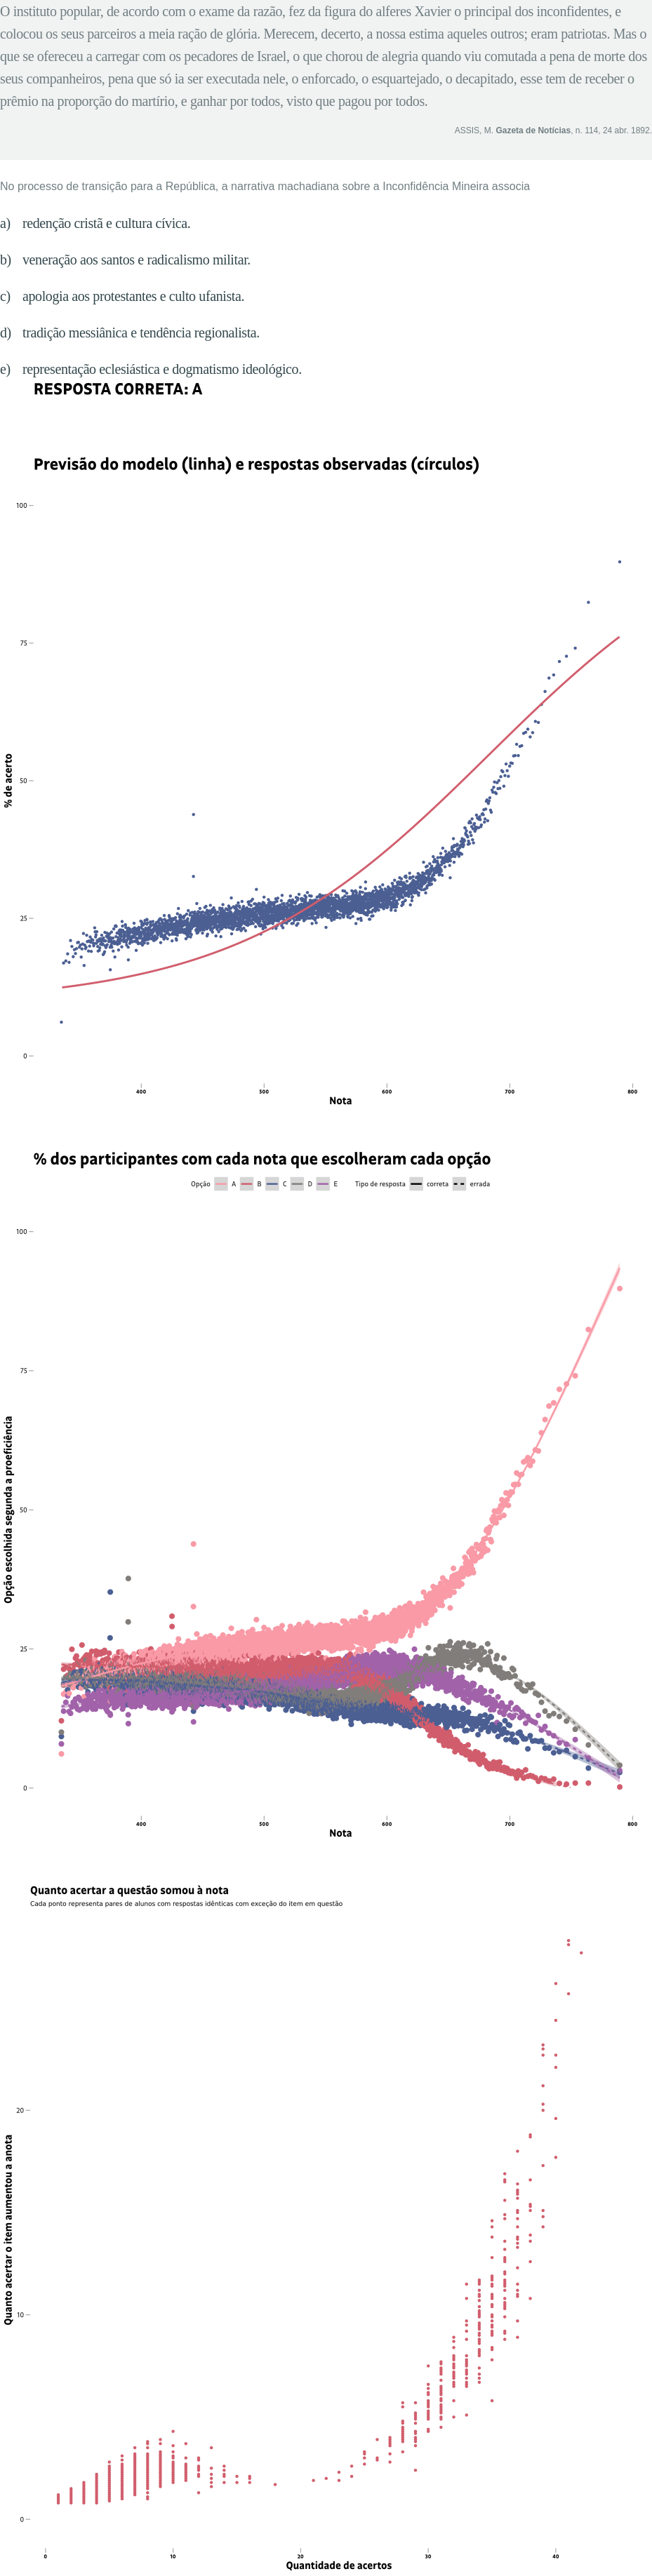 O instituto popular, de acordo com o exame da razão, fez da figura do alferes Xavier o principal dos inconfidentes, e
colocou os seus parceiros a meia ração de glória. Merecem, decerto, a nossa estima aqueles outros; eram patriotas. Mas o
que se ofereceu a carregar com os pecadores de Israel, o que chorou de alegria quando viu comutada a pena de morte dos
seus companheiros, pena que só ia ser executada nele, o enforcado, o esquartejado, o decapitado, esse tem de receber o
prêmio na proporção do martírio, e ganhar por todos, visto que pagou por todos.
ASSIS, M. Gazeta de Notícias, n. 114, 24 abr. 1892.
No processo de transição para a República, a narrativa machadiana sobre a Inconfidência Mineira associa
a) redenção cristã e cultura cívica.
b) veneração aos santos e radicalismo militar.
c) apologia aos protestantes e culto ufanista.
d) tradição messiânica e tendência regionalista.
e) representação eclesiástica e dogmatismo ideológico.
RESPOSTA CORRETA: A
Previsão do modelo (linha) e respostas observadas (círculos)
100
75
50
25
0
% de acerto
400 500 600 700 800
Nota
% dos participantes com cada nota que escolheram cada opção
Opção A B C D E Tipo de resposta correta errada
100
75
50
25
0
Opção escolhida segunda a proeficiência
400 500 600 700 800
Nota
Quanto acertar a questão somou à nota
Cada ponto representa pares de alunos com respostas idênticas com exceção do item em questão
20
10
0
Quanto acertar o item aumentou a anota
0 10 20 30 40
Quantidade de acertos